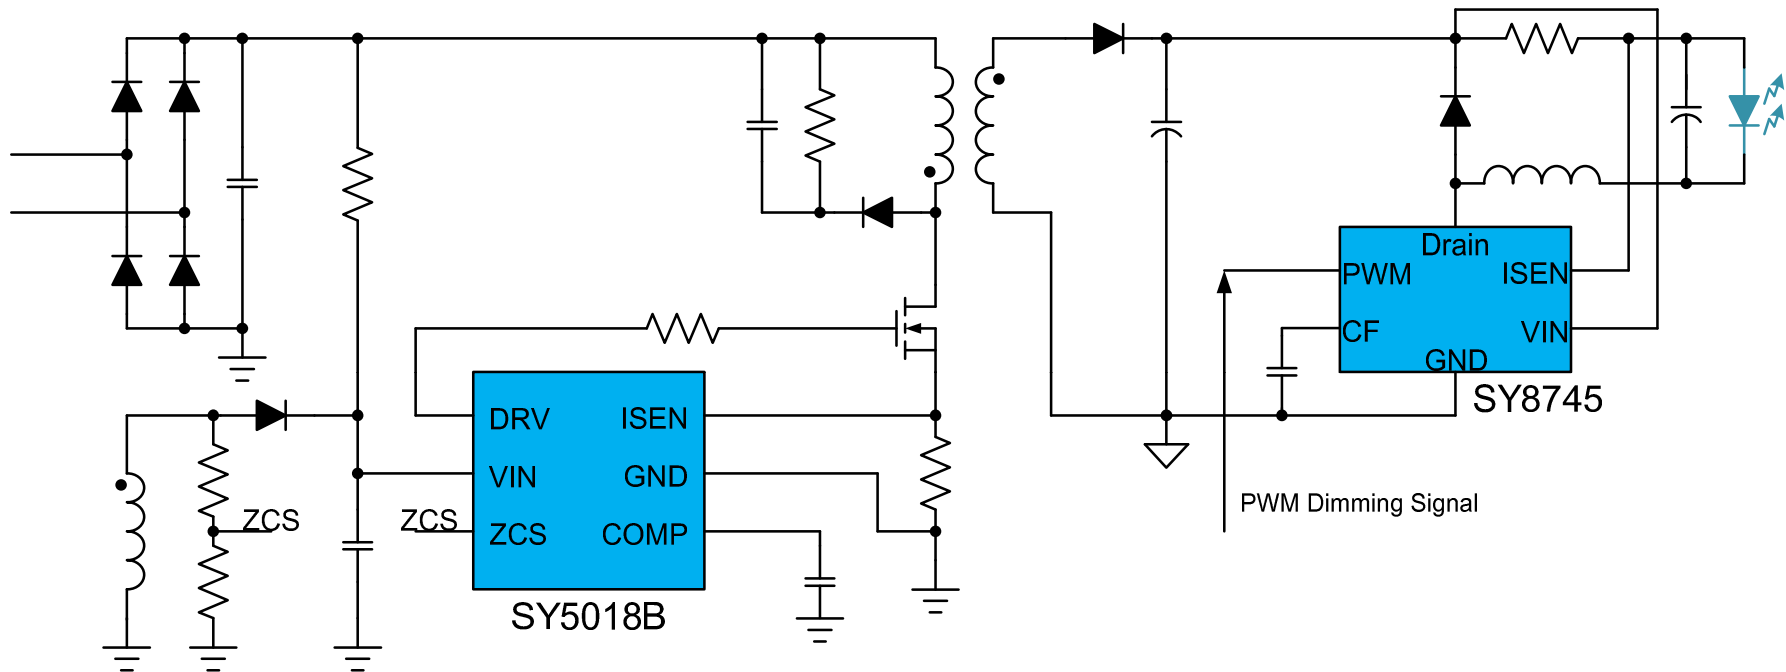 Drain
PWM
ISEN
CF
VIN
GND
SY8745
DRV
ISEN
VIN
GND
ZCS
COMP
SY5018B
ZCS
ZCS
PWM Dimming Signal